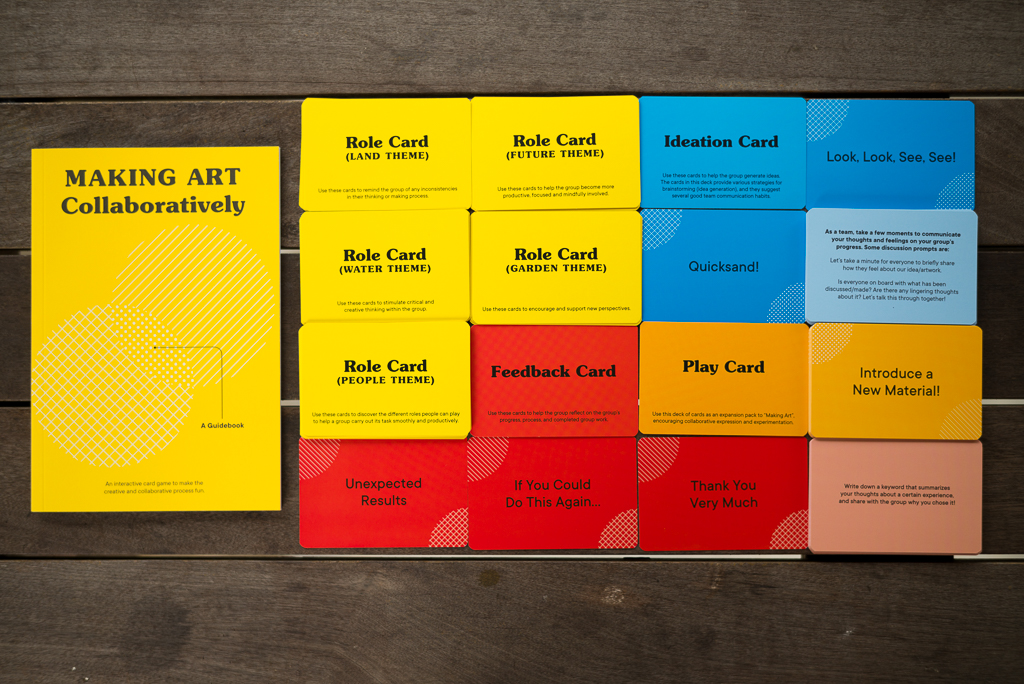 MAKING ART
Collaboratively
A Guidebook
An interactive card game to make the
creative and collaborative process fun
Role Card
(LAND THEME)
Use these cards to remind the group of any inconsistencies
in their thinking or making process.
Role Card
(FUTURE THEME)
Use these cards to help the group become more
productive, focused and mindfully involved.
Ideation Card
Use these cards to help the group generate ideas.
The cards in this deck provide various strategies for
brainstorming (idea generation), and they suggest
several good team communication habits.
Look, Look, See, See!
Role Card
(WATER THEME)
Use these cards to stimulate critical and
creative thinking within the group.
Role Card
(GARDEN THEME)
Use these cards to encourage and support new perspectives.
Quicksand!
As a team, take a few moments to communicate
your thoughts and feelings on your group's
progress. Some discussion prompts are:
Let's take a minute for everyone to briefly share
how they feel about our idea/artwork.
Is everyone on board with what has been
discussed/made? Are there any lingering thoughts
about it? Let's talk this through together!
Role Card
(PEOPLE THEME)
Use these cards to discover the different roles people can play
to help a group carry out its task smoothly and productively.
Feedback Card
Use these cards to help the group reflect on the group's
progress, process and completed group work.
Play Card
Use this deck of cards as an expansion pack to "Making Art",
encouraging collaborative expression and experimentation.
Introduce a
New Material!
Unexpected
Results
If You Could
Do This Again...
Thank You
Very Much
Write down a keyword that summarizes
your thoughts about a certain experience,
and share with the group why you chose it!